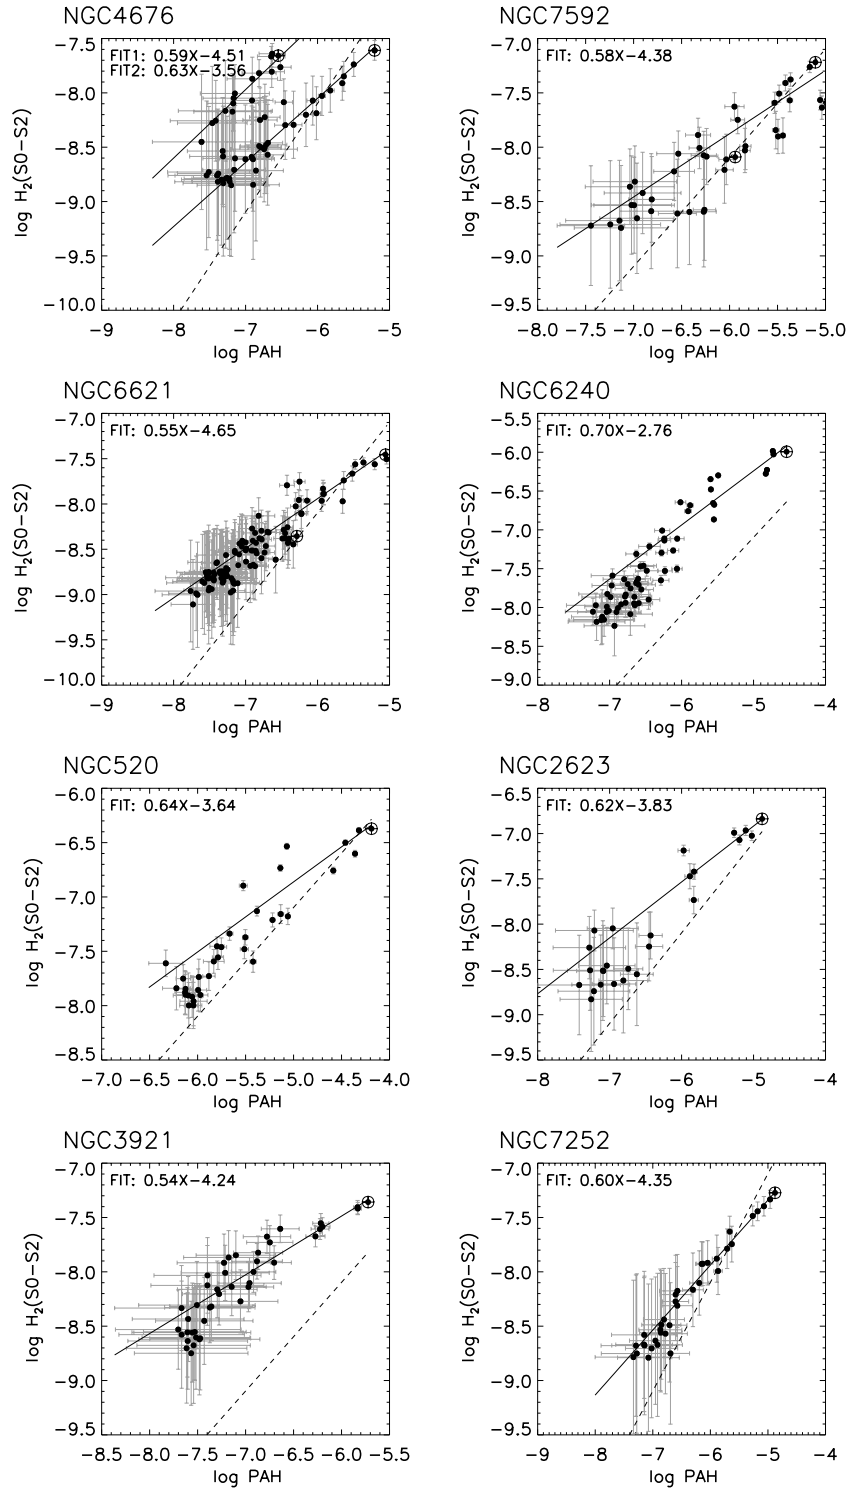 NGC4676
FIT1: 0.59X−4.51
FIT2: 0.63X−3.56
−7.5
−8.0
−8.5
−9.0
−9.5
−10.0
log H2(S0−S2)
−9 −8 −7 −6 −5 −4
log PAH
NGC7592
FIT: 0.58X−4.38
−7.0
−7.5
−8.0
−8.5
−9.0
−9.5
log H2(S0−S2)
−8.0 −7.5 −7.0 −6.5 −6.0 −5.5 −5.0
log PAH
NGC6621
FIT: 0.55X−4.65
−7.0
−7.5
−8.0
−8.5
−9.0
−9.5
−10.0
log H2(S0−S2)
−9 −8 −7 −6 −5
log PAH
NGC6240
FIT: 0.70X−2.76
−5.5
−6.0
−6.5
−7.0
−7.5
−8.0
−8.5
−9.0
log H2(S0−S2)
−8 −7 −6 −5 −4
log PAH
NGC520
FIT: 0.64X−3.64
−6.0
−6.5
−7.0
−7.5
−8.0
−8.5
log H2(S0−S2)
−7.0 −6.5 −6.0 −5.5 −5.0 −4.5 −4.0
log PAH
NGC2623
FIT: 0.62X−3.83
−6.5
−7.0
−7.5
−8.0
−8.5
−9.0
−9.5
log H2(S0−S2)
−8 −7 −6 −5 −4
log PAH
NGC3921
FIT: 0.54X−4.24
−7.0
−7.5
−8.0
−8.5
−9.0
−9.5
log H2(S0−S2)
−8.5 −8.0 −7.5 −7.0 −6.5 −6.0 −5.5
log PAH
NGC7252
FIT: 0.60X−4.35
−7.0
−7.5
−8.0
−8.5
−9.0
−9.5
log H2(S0−S2)
−9 −8 −7 −6 −5 −4
log PAH